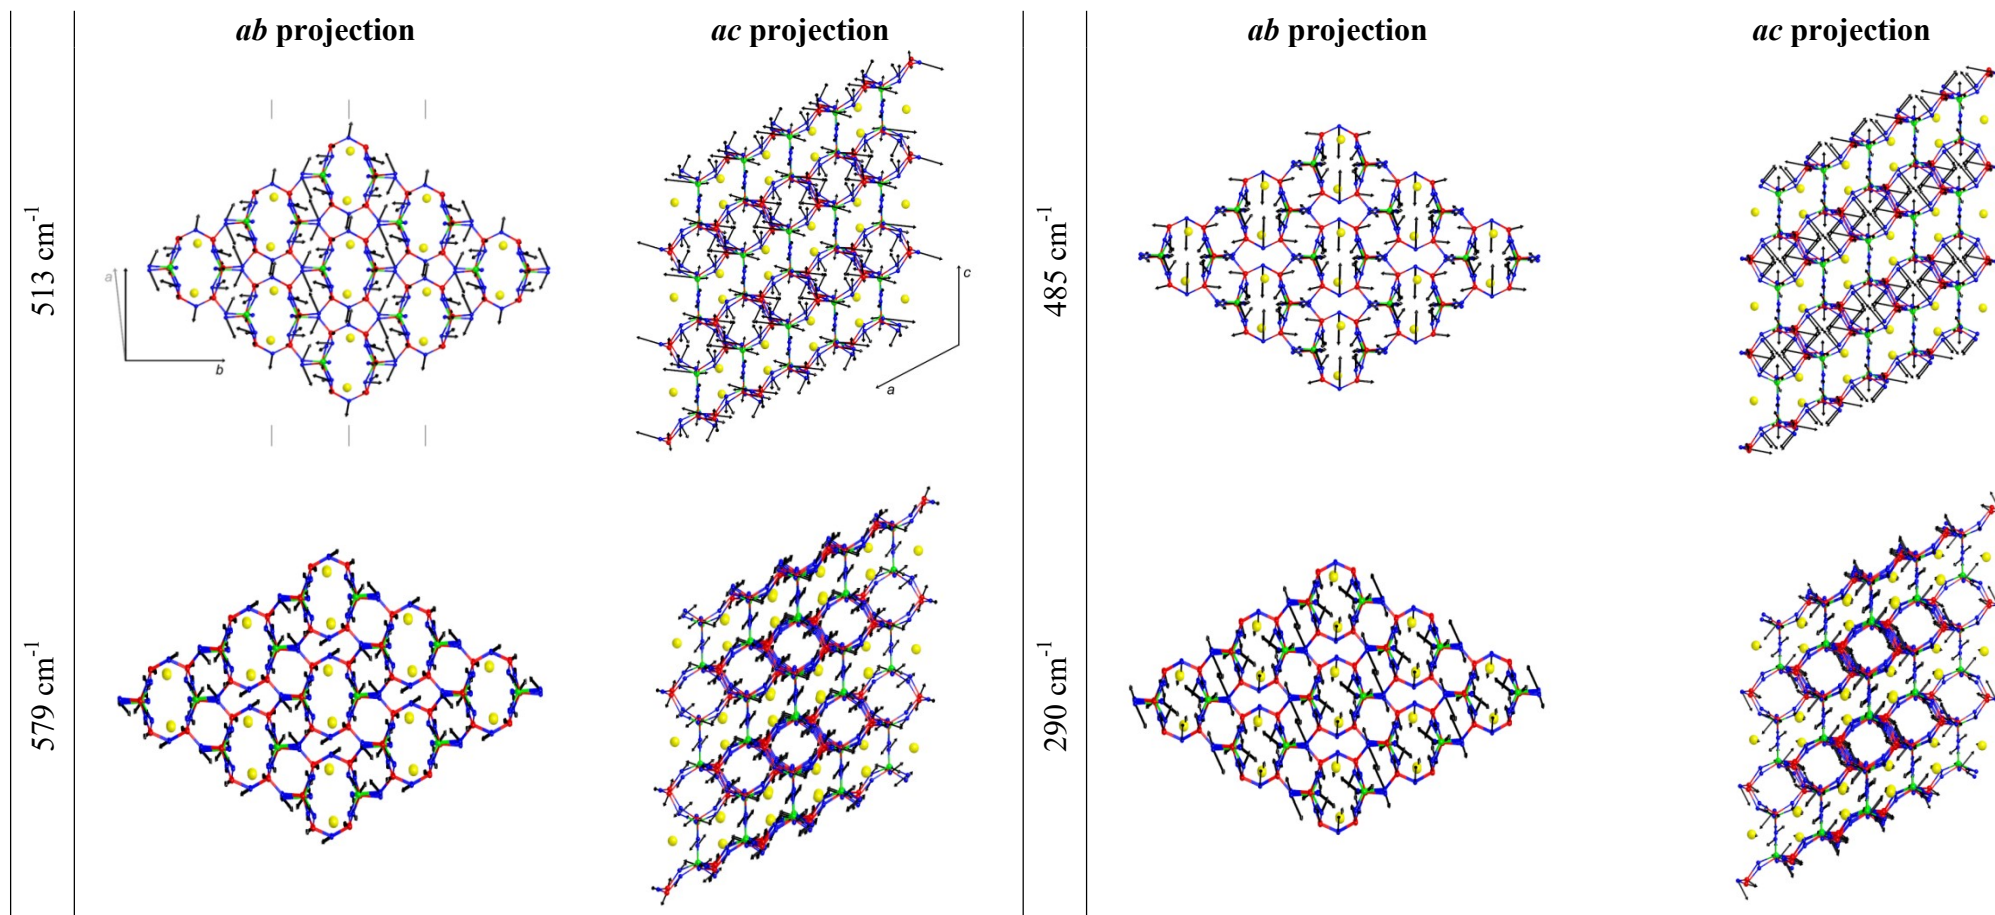 ab projection
ac projection
ab projection
ac projection
513 cm-1
a
b
c
a
485 cm-1
579 cm-1
290 cm-1